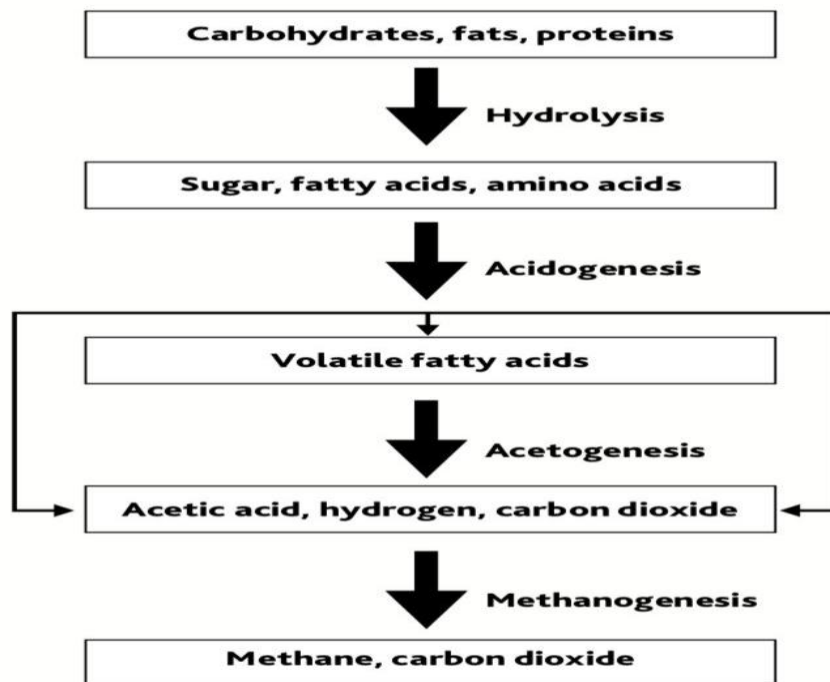 Carbohydrates, fats, proteins
Hydrolysis
Sugar, fatty acids, amino acids
Acidogenesis
Volatile fatty acids
Acetogenesis
Acetic acid, hydrogen, carbon dioxide
Methanogenesis
Methane, carbon dioxide